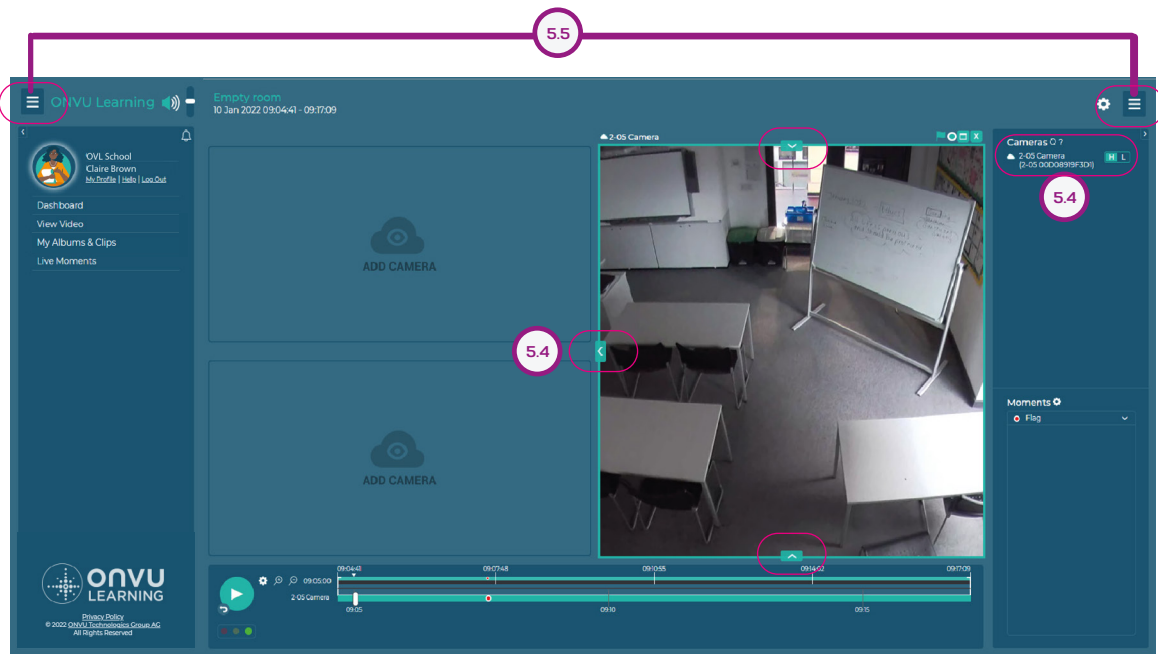 5.5
ONVU Learning
Empty room
10 Jan 2022 09:04:41 - 09:17:09
'OVL School
'Claire Brown
My Profile | Help | Log Out
Dashboard
View Video
My Albums & Clips
Live Moments
ADD CAMERA
ADD CAMERA
2-05 Camera
X
5.4
Cameras
?
2-05 Camera
(2-05 00D08919F3D1)
H L
5.4
Moments
Flag
onvu
LEARNING
Privacy Policy
© 2022 ONVU Technologies Group AG
All Rights Reserved
09:04:41 09:07:48 09:10:55 09:14:02 09:17:09
09:05:00
2-05 Camera
09:05 09:10 09:15